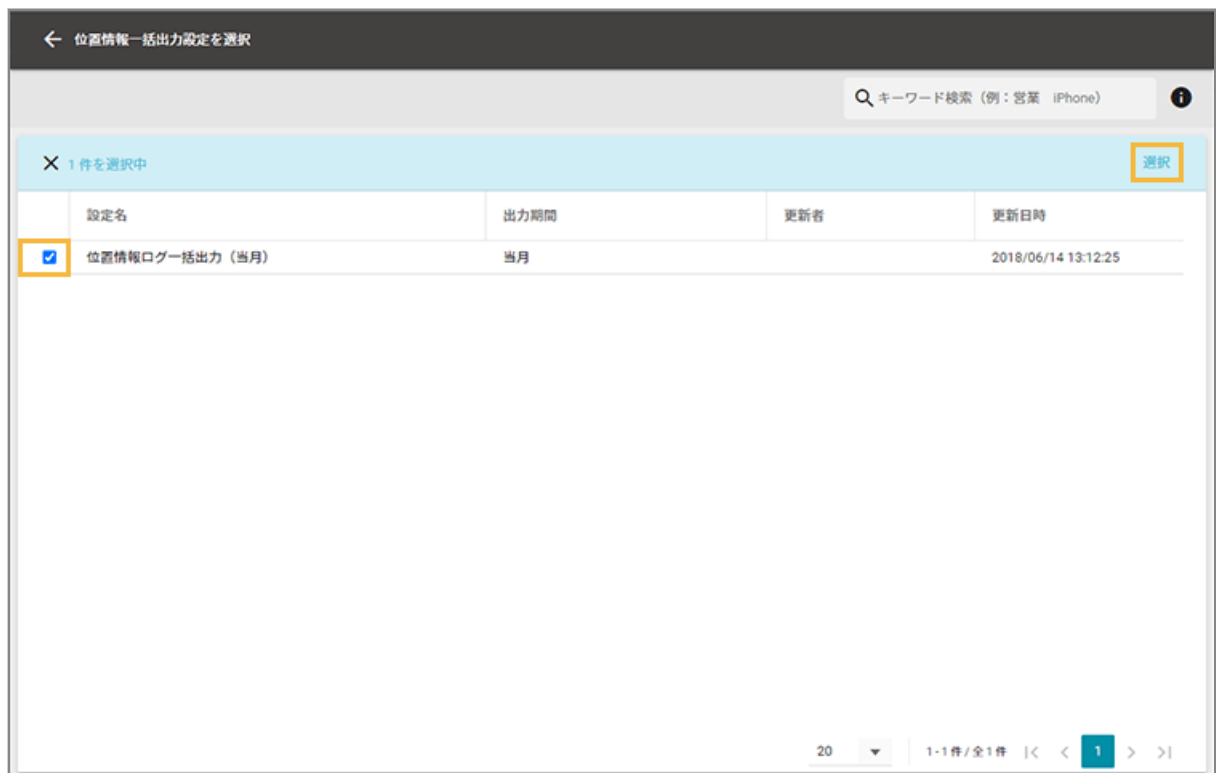 位置情報一括出力設定を選択
キーワード検索（例：営業　iPhone）
1 件を選択中
選択
設定名 出力期間 更新者 更新日時
位置情報ログ一括出力（当月） 当月 2018/06/14 13:12:25
20 1-1件/全1件 |< < 1 > >|